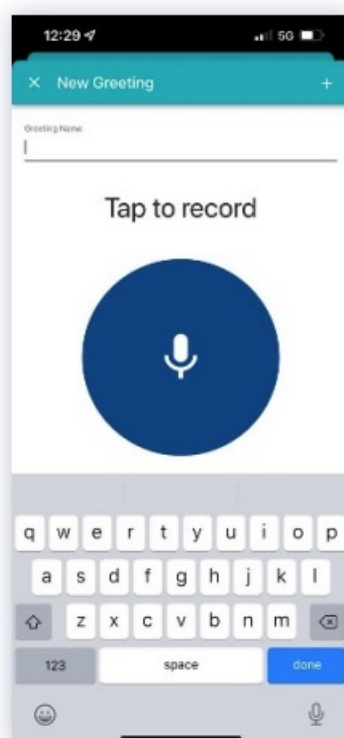 12:29 5G
× New Greeting +
Greeting Name
Tap to record
q w e r t y u i o p
a s d f g h j k l
z x c v b n m
123 space done